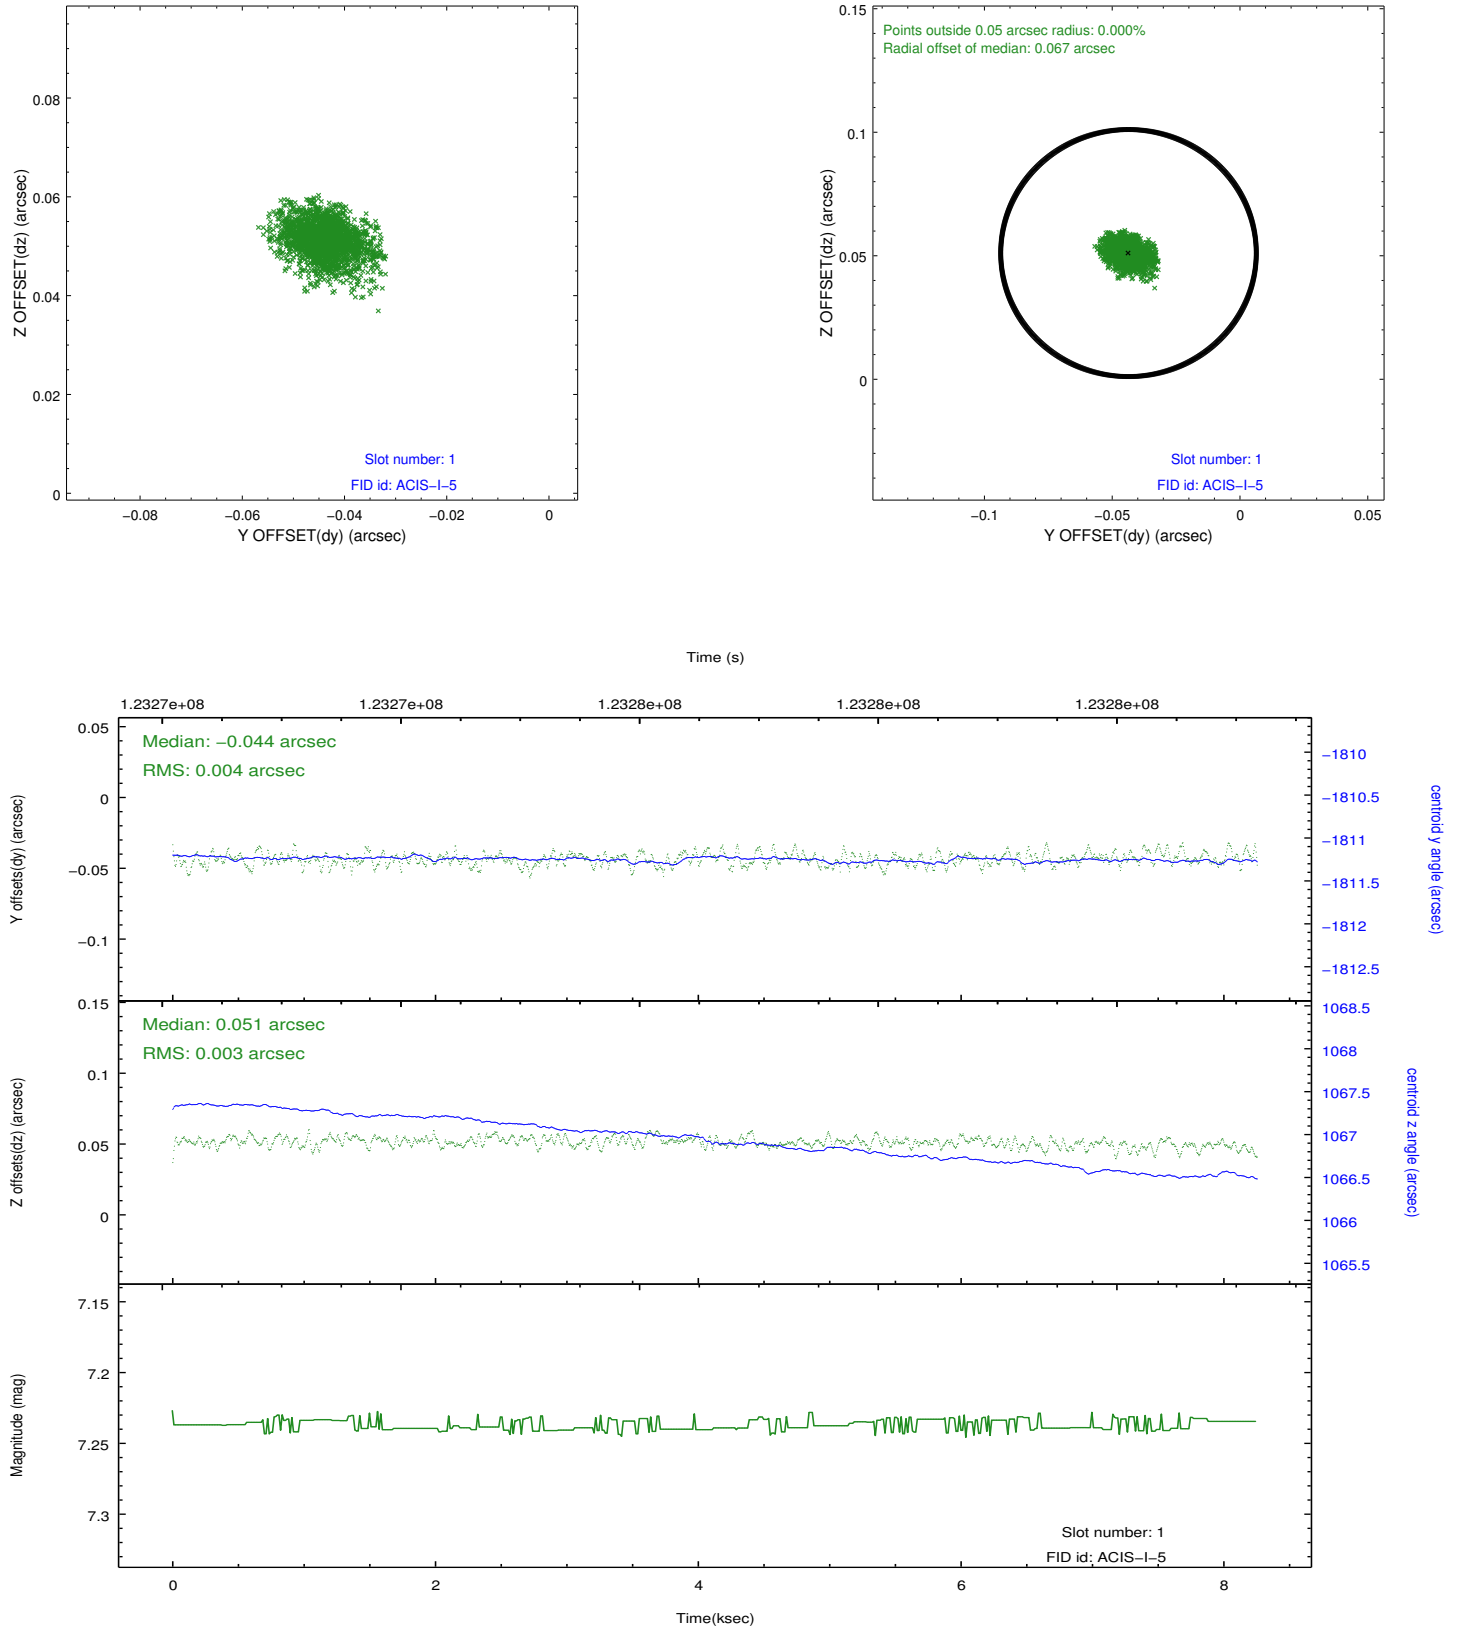 0.08
0.06
0.04
0.02
0
−0.08 −0.06 −0.04 −0.02 0
Z OFFSET(dz) (arcsec)
Y OFFSET(dy) (arcsec)
Slot number: 1
FID id: ACIS−I−5
Points outside 0.05 arcsec radius: 0.000%
Radial offset of median: 0.067 arcsec
0.15
0.1
0.05
0
−0.1 −0.05 0 0.05
Z OFFSET(dz) (arcsec)
Y OFFSET(dy) (arcsec)
Slot number: 1
FID id: ACIS−I−5
Time (s)
1.2327e+08 1.2327e+08 1.2328e+08 1.2328e+08 1.2328e+08
Median: −0.044 arcsec
RMS: 0.004 arcsec
0.05
0
−0.05
−0.1
Y offsets(dy) (arcsec)
−1810
−1810.5
−1811
−1811.5
−1812
−1812.5
centroid y angle (arcsec)
Median: 0.051 arcsec
RMS: 0.003 arcsec
0.15
0.1
0.05
0
Z offsets(dz) (arcsec)
1068.5
1068
1067.5
1067
1066.5
1066
1065.5
centroid z angle (arcsec)
7.15
7.2
7.25
7.3
Magnitude (mag)
Slot number: 1
FID id: ACIS−I−5
0 2 4 6 8
Time(ksec)